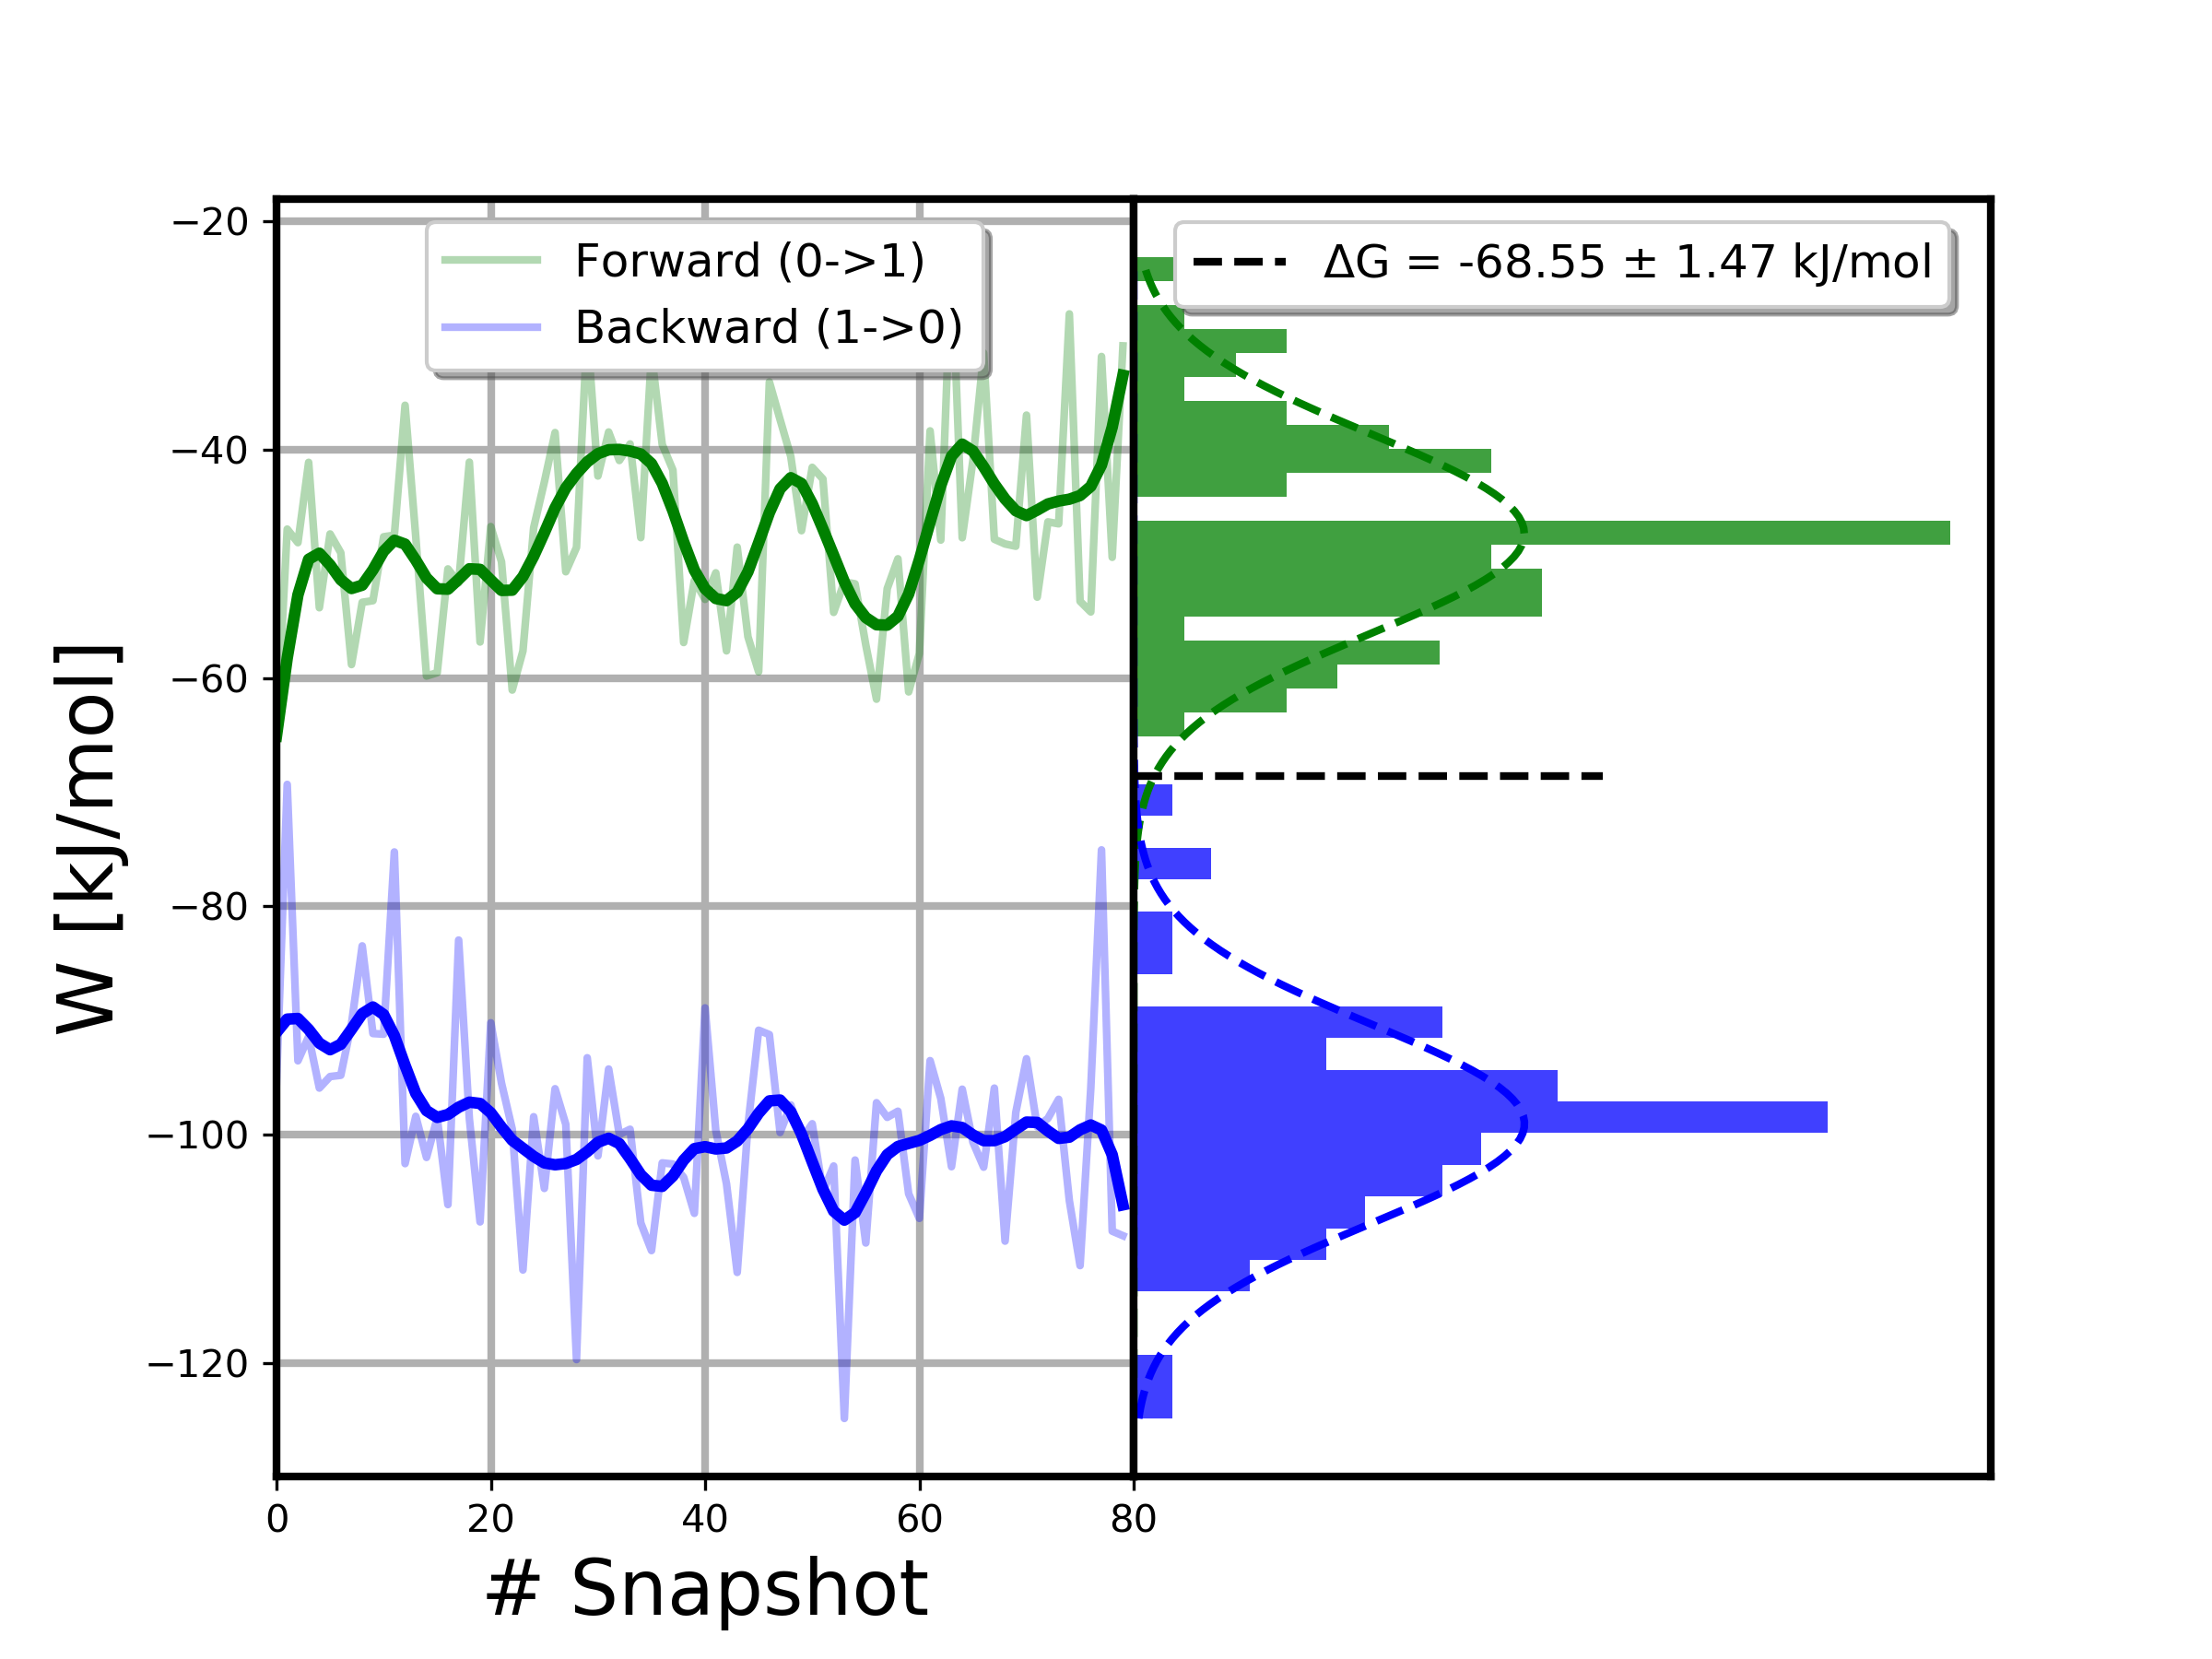 Forward (0->1)
Backward (1->0)
ΔG = -68.55 ± 1.47 kJ/mol
W [kJ/mol]
−20
−40
−60
−80
−100
−120
0 20 40 60 80
# Snapshot